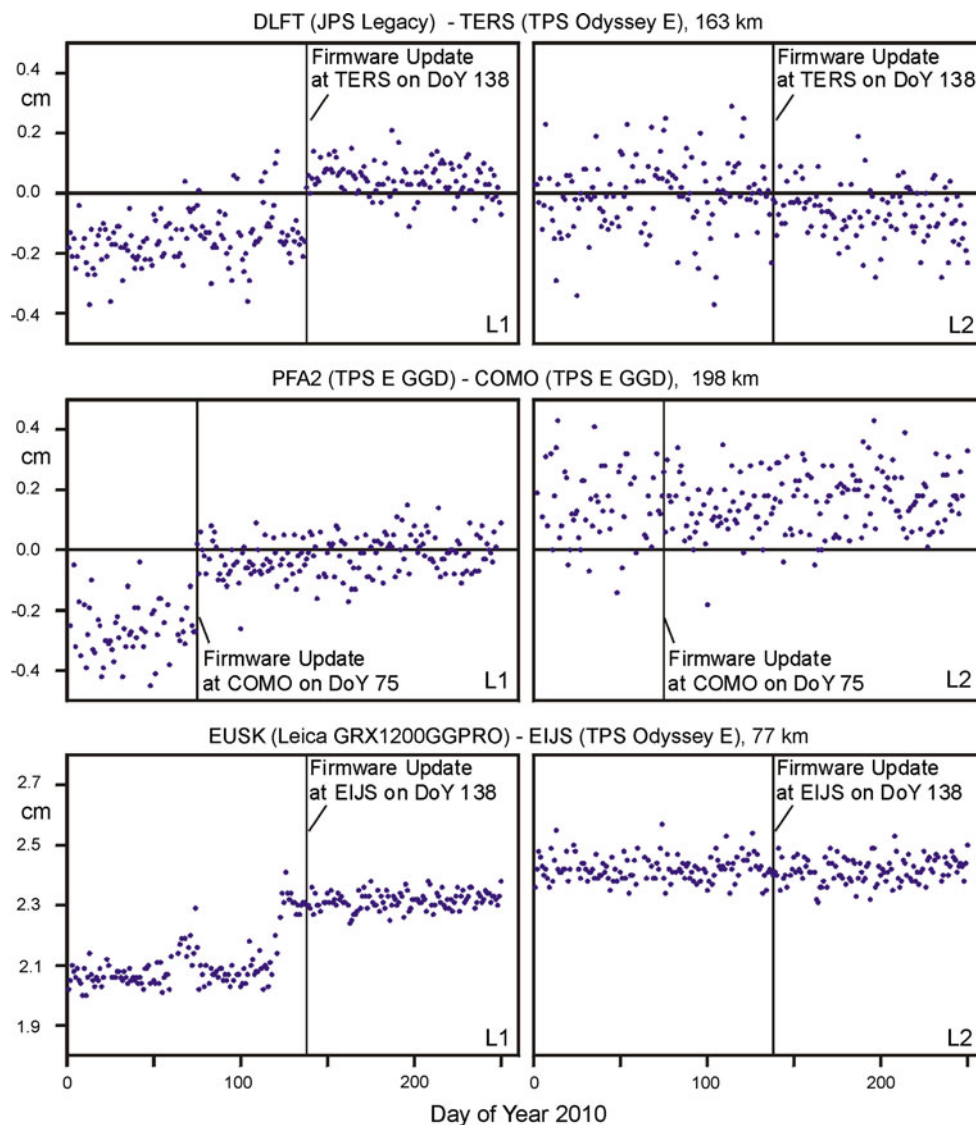 DLFT (JPS Legacy) - TERS (TPS Odyssey E), 163 km
0.4
cm
0.2
0.0
-0.2
-0.4
Firmware Update
at TERS on DoY 138
L1
Firmware Update
at TERS on DoY 138
L2
PFA2 (TPS E GGD) - COMO (TPS E GGD), 198 km
0.4
cm
0.2
0.0
-0.2
-0.4
Firmware Update
at COMO on DoY 75
L1
Firmware Update
at COMO on DoY 75
L2
EUSK (Leica GRX1200GGPRO) - EIJS (TPS Odyssey E), 77 km
2.7
cm
2.5
2.3
2.1
1.9
Firmware Update
at EIJS on DoY 138
L1
Firmware Update
at EIJS on DoY 138
L2
0 100 200 0 100 200
Day of Year 2010